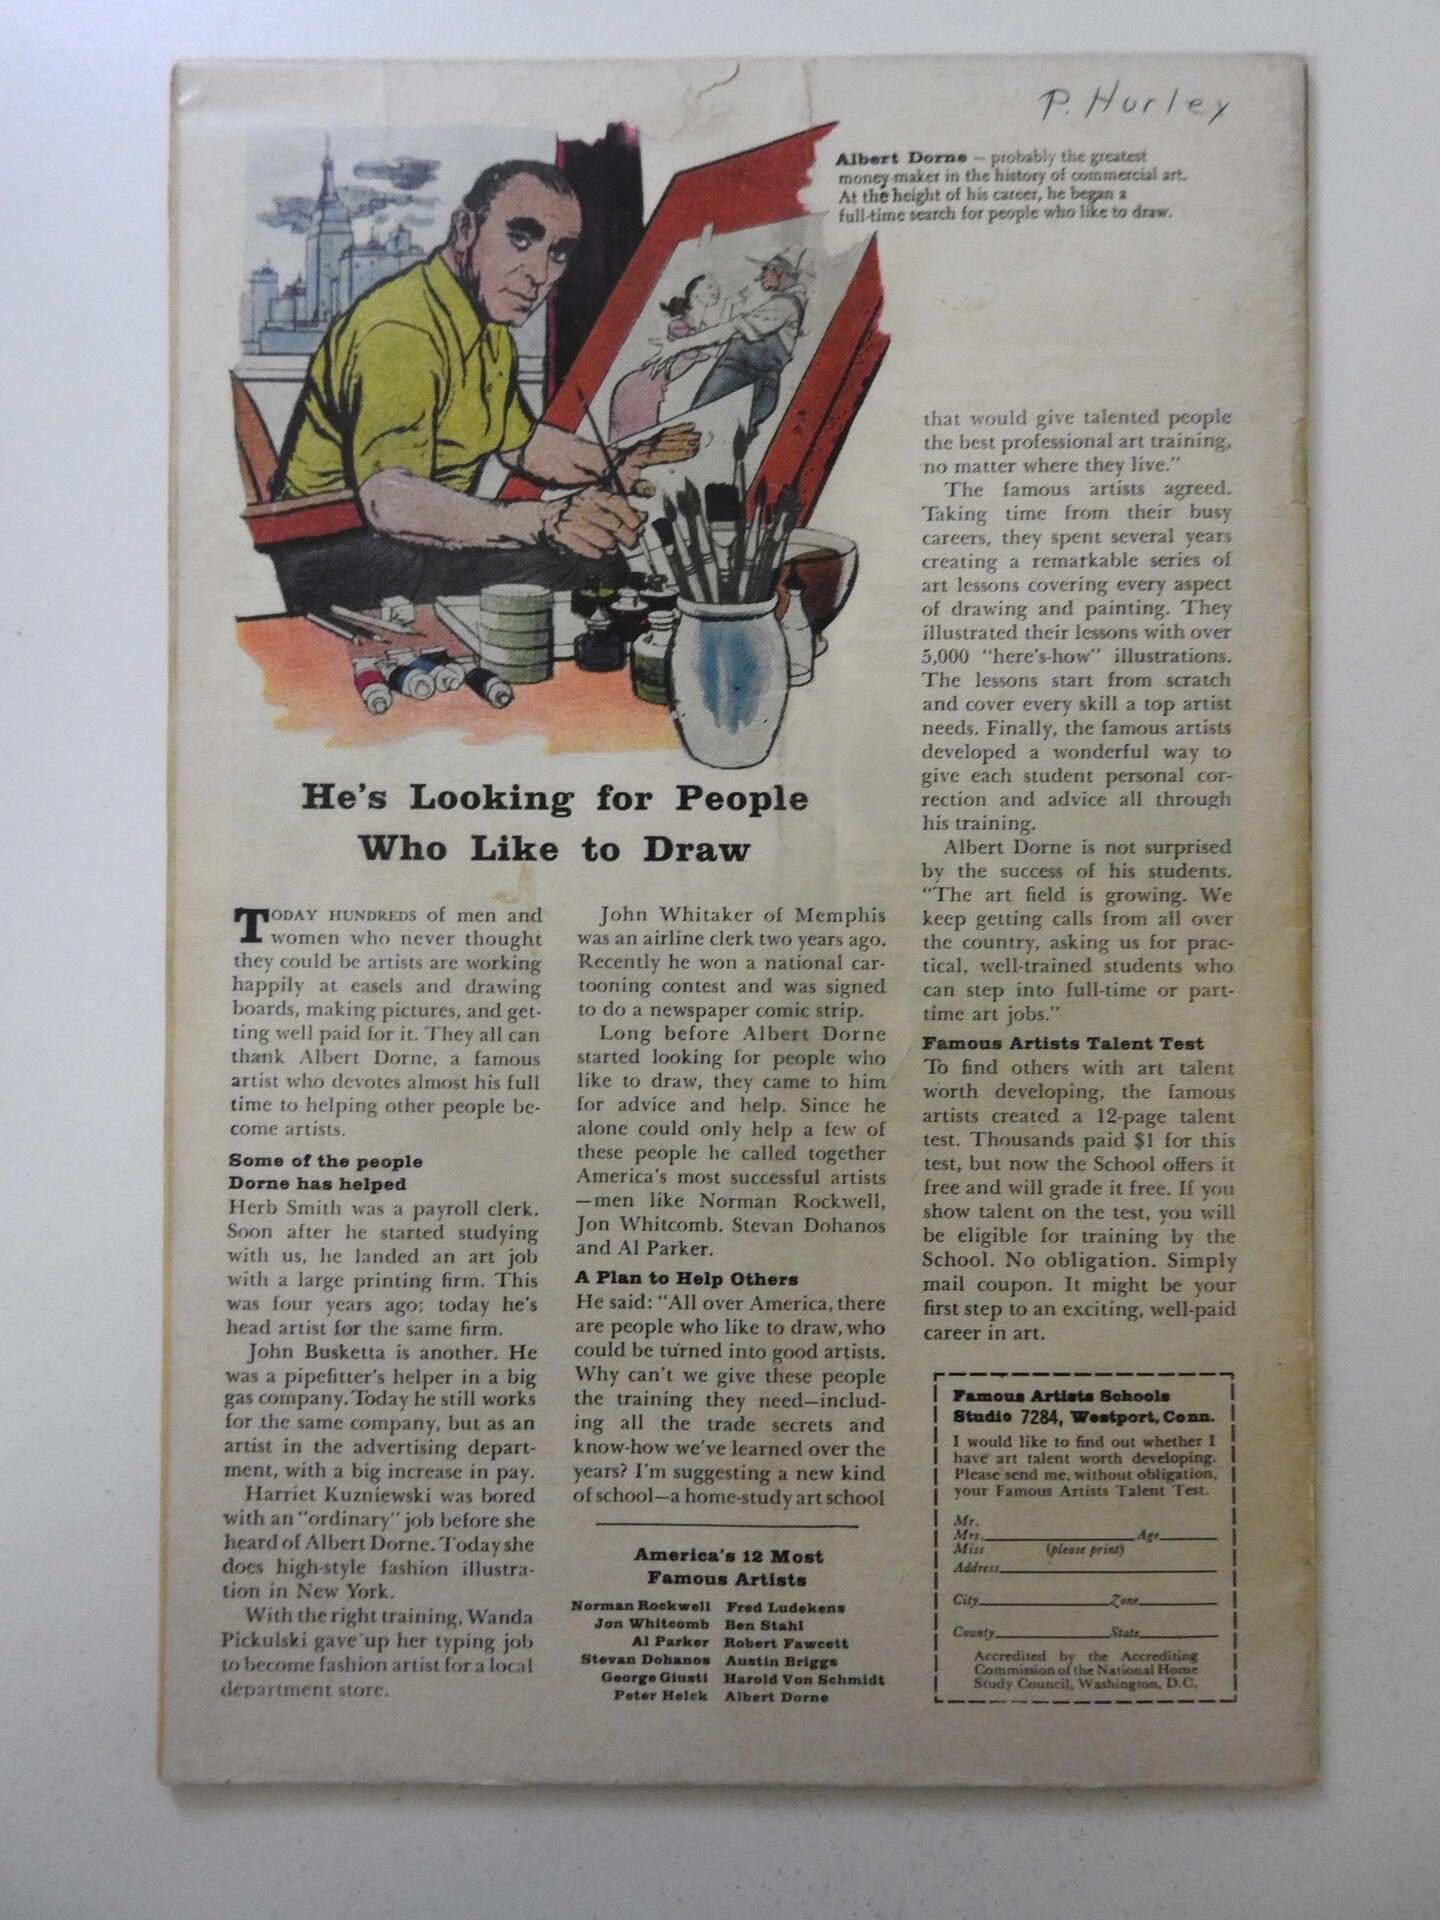 P. Hurley
Albert Dorne — probably the greatest
money-maker in the history of commercial art.
At the height of his career, he began a
full-time search for people who like to draw.
He's Looking for People
Who Like to Draw
TODAY HUNDREDS of men and
women who never thought
they could be artists are working
happily at easels and drawing
boards, making pictures, and get-
ting well paid for it. They all can
thank Albert Dorne, a famous
artist who devotes almost his full
time to helping other people be-
come artists.
Some of the people
Dorne has helped
Herb Smith was a payroll clerk.
Soon after he started studying
with us, he landed an art job
with a large printing firm. This
was four years ago; today he's
head artist for the same firm.
John Busketta is another. He
was a pipefitter's helper in a big
gas company. Today he still works
for the same company, but as an
artist in the advertising depart-
ment, with a big increase in pay.
Harriet Kuzniewski was bored
with an "ordinary" job before she
heard of Albert Dorne. Today she
does high-style fashion illustra-
tion in New York.
With the right training, Wanda
Pickulski gave up her typing job
to become fashion artist for a local
department store.
John Whitaker of Memphis
was an airline clerk two years ago.
Recently he won a national car-
tooning contest and was signed
to do a newspaper comic strip.
Long before Albert Dorne
started looking for people who
like to draw, they came to him
for advice and help. Since he
alone could only help a few of
these people he called together
America's most successful artists
—men like Norman Rockwell,
Jon Whitcomb. Stevan Dohanos
and Al Parker.
A Plan to Help Others
He said: "All over America, there
are people who like to draw, who
could be turned into good artists.
Why can't we give these people
the training they need—includ-
ing all the trade secrets and
know-how we've learned over the
years? I'm suggesting a new kind
of school—a home-study art school
America's 12 Most
Famous Artists
Norman Rockwell Fred Ludekens
Jon Whitcomb Ben Stahl
Al Parker Robert Fawcett
Stevan Dohanos Austin Briggs
George Giusti Harold Von Schmidt
Peter Helck Albert Dorne
that would give talented people
the best professional art training,
no matter where they live."
The famous artists agreed.
Taking time from their busy
careers, they spent several years
creating a remarkable series of
art lessons covering every aspect
of drawing and painting. They
illustrated their lessons with over
5,000 "here's-how" illustrations.
The lessons start from scratch
and cover every skill a top artist
needs. Finally, the famous artists
developed a wonderful way to
give each student personal cor-
rection and advice all through
his training.
Albert Dorne is not surprised
by the success of his students.
"The art field is growing. We
keep getting calls from all over
the country, asking us for prac-
tical, well-trained students who
can step into full-time or part-
time art jobs."
Famous Artists Talent Test
To find others with art talent
worth developing, the famous
artists created a 12-page talent
test. Thousands paid $1 for this
test, but now the School offers it
free and will grade it free. If you
show talent on the test, you will
be eligible for training by the
School. No obligation. Simply
mail coupon. It might be your
first step to an exciting, well-paid
career in art.
Famous Artists Schools
Studio 7284, Westport, Conn.
I would like to find out whether I
have art talent worth developing.
Please send me, without obligation,
your Famous Artists Talent Test.
Mr.
Mrs. Age
Miss (please print)
Address
City Zone
County State
Accredited by the Accrediting
Commission of the National Home
Study Council, Washington, D.C.